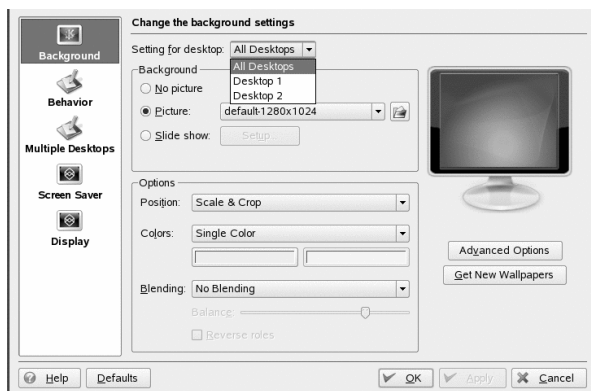 Change the background settings
Background
Behavior
Multiple Desktops
Screen Saver
Display
Setting for desktop: All Desktops
All Desktops
Desktop 1
Desktop 2
Background
No picture
Picture: default-1280x1024
Slide show: Setup...
Options
Position: Scale & Crop
Colors: Single Color
Blending: No Blending
Balance:
Reverse roles
Advanced Options
Get New Wallpapers
Help Defaults OK Apply Cancel